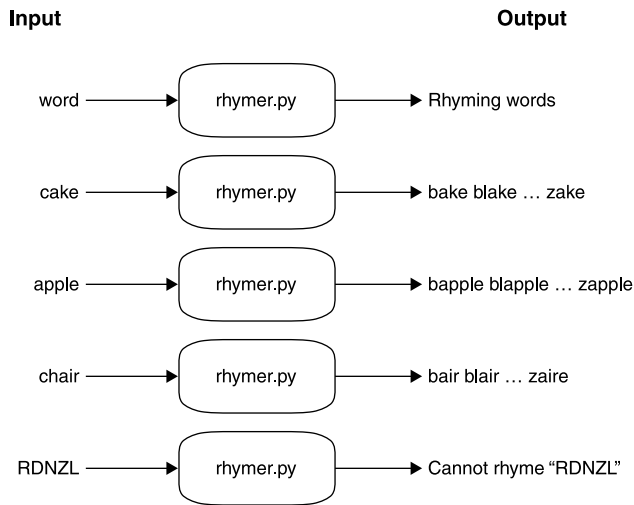 Input Output
word rhymer.py Rhyming words
cake rhymer.py bake blake … zake
apple rhymer.py bapple blapple … zapple
chair rhymer.py bair blair … zaire
RDNZL rhymer.py Cannot rhyme “RDNZL”